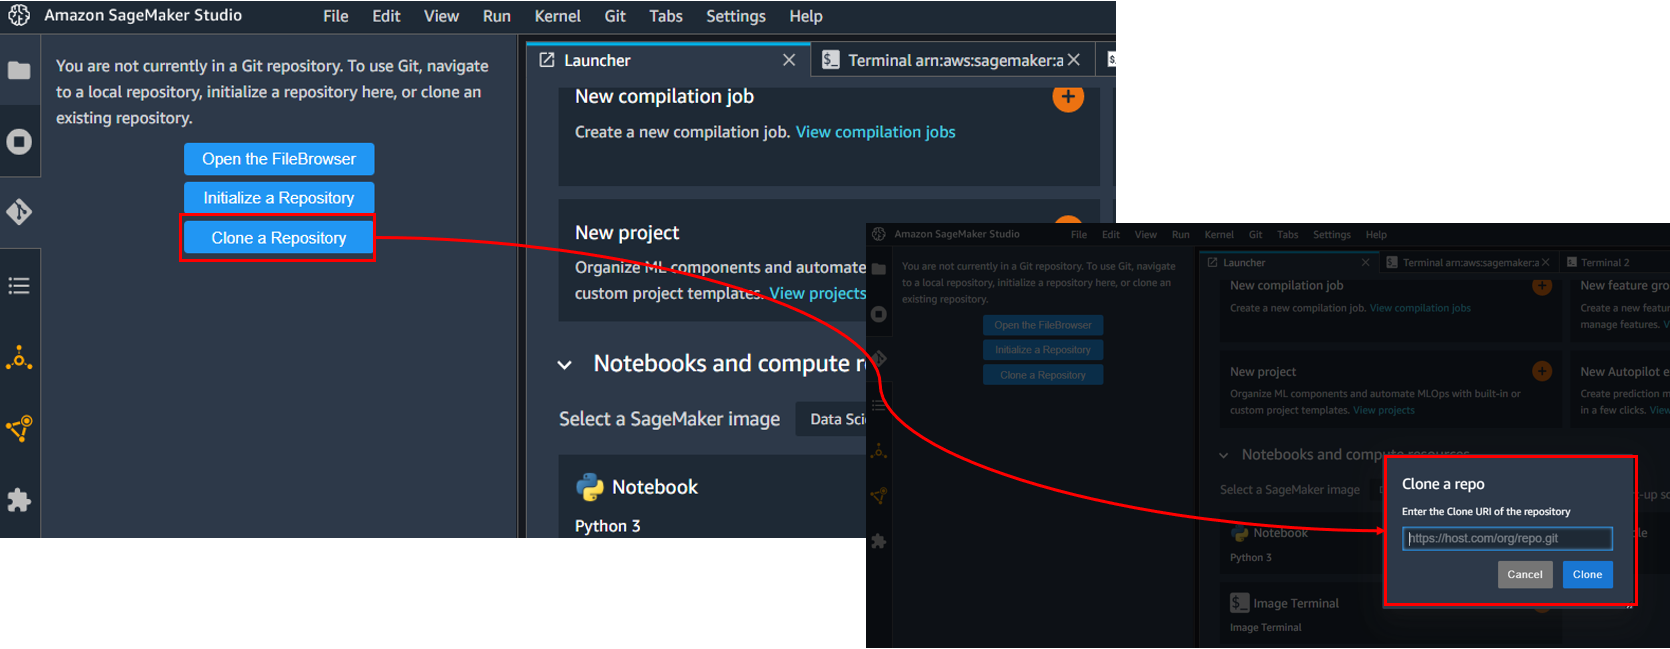 Amazon SageMaker Studio
File Edit View Run Kernel Git Tabs Settings Help
You are not currently in a Git repository. To use Git, navigate
to a local repository, initialize a repository here, or clone an
existing repository.
Open the FileBrowser
Initialize a Repository
Clone a Repository
Launcher
$_ Terminal arn:aws:sagemaker:a
New compilation job
Create a new compilation job. View compilation jobs
New project
Organize ML components and automate
custom project templates. View projects
Notebooks and compute
Select a SageMaker image
Data Sci
Notebook
Python 3
Amazon SageMaker Studio
File Edit View Run Kernel Git Tabs Settings Help
You are not currently in a Git repository. To use Git, navigate
to a local repository, initialize a repository here, or clone an
existing repository.
Open the FileBrowser
Initialize a Repository
Clone a Repository
Launcher
Terminal arn:aws:sagemaker:a
Terminal 2
New compilation job
Create a new compilation job. View compilation jobs
New feature gro
Create a new featu
manage features. V
New project
Organize ML components and automate MLOps with built-in or
custom project templates. View projects
New Autopilot e
Create prediction m
in a few clicks. View
Notebooks and compute resources
Select a SageMaker image
Notebook
Python 3
$_ Image Terminal
Image Terminal
Clone a repo
Enter the Clone URI of the repository
https://host.com/org/repo.git
Cancel
Clone